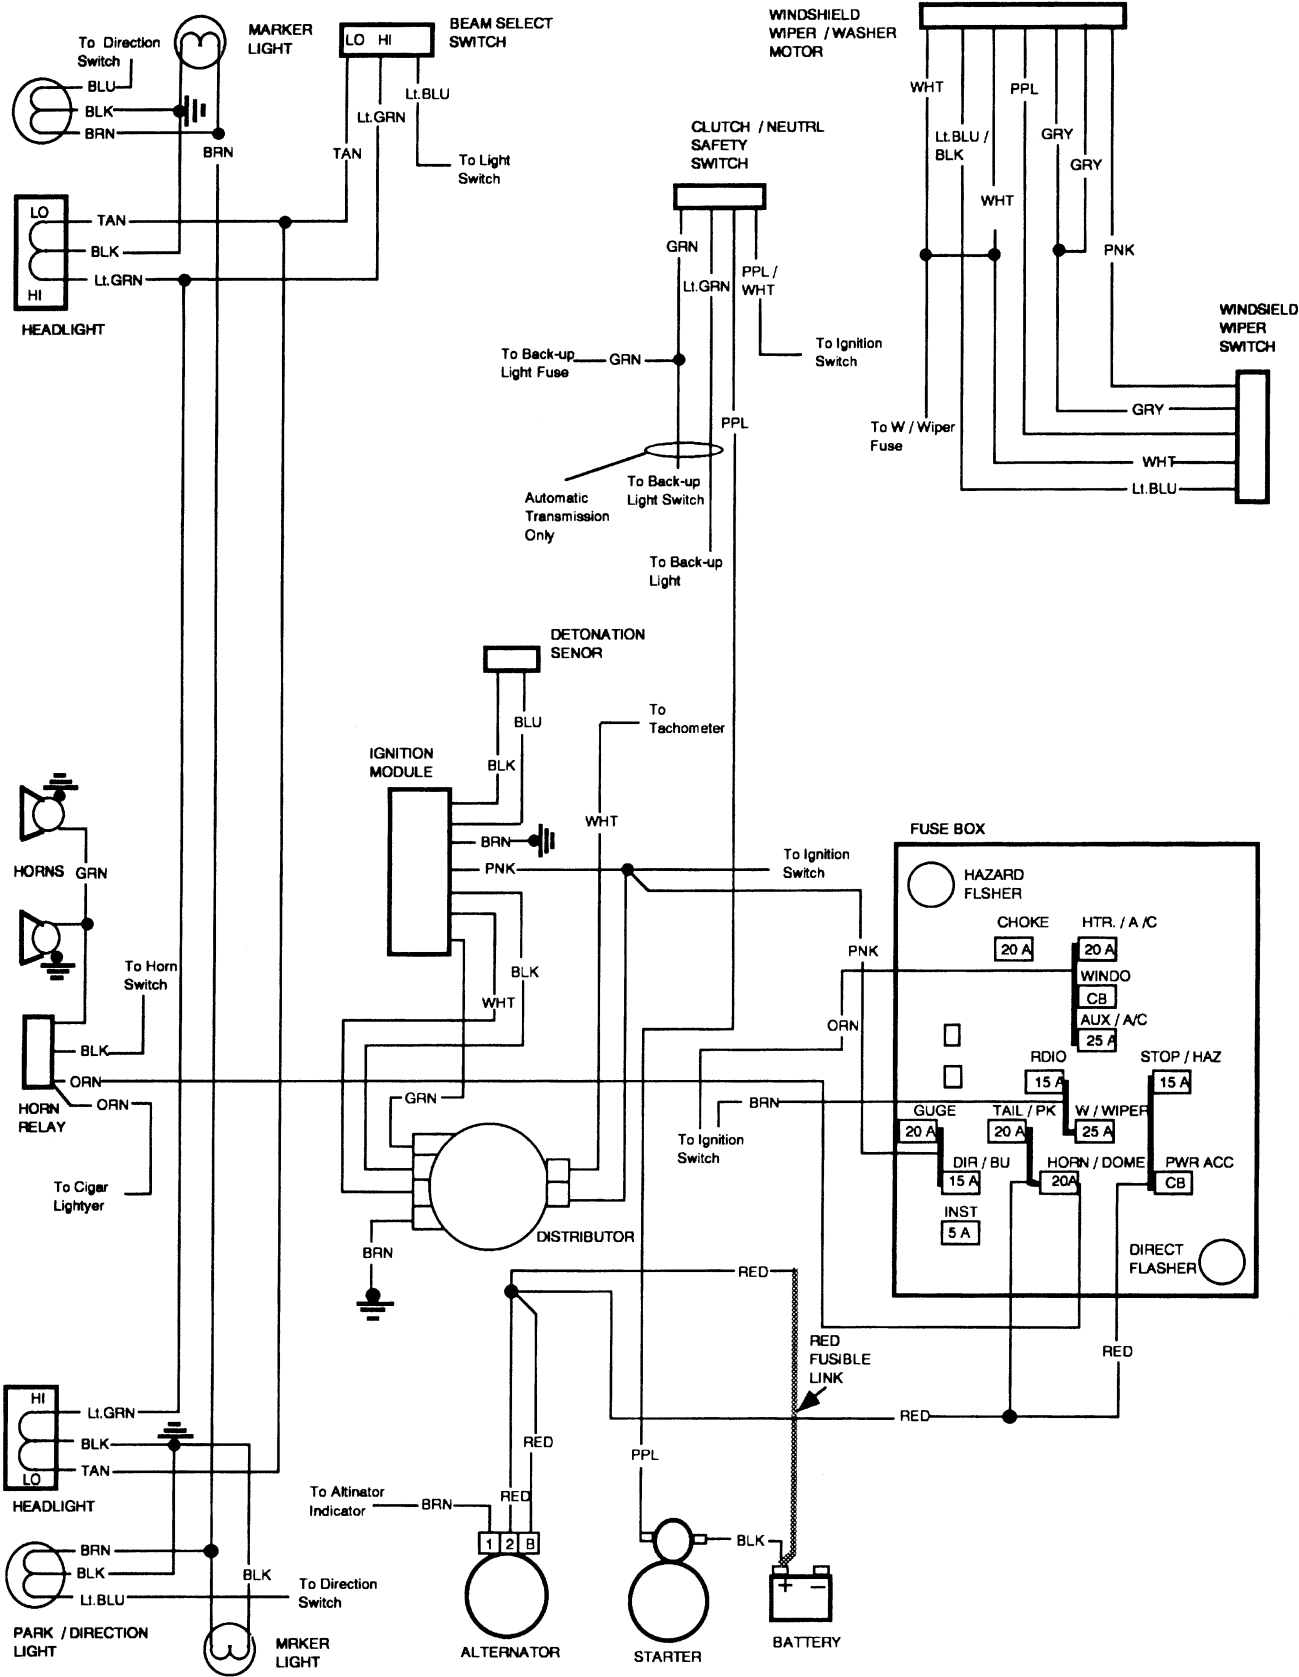 To Direction
Switch
BLU
BLK
BRN
MARKER
LIGHT
BRN
LO HI
BEAM SELECT
SWITCH
Lt.BLU
Lt.GRN
TAN
To Light
Switch
LO
HI
TAN
BLK
Lt.GRN
HEADLIGHT
WINDSHIELD
WIPER / WASHER
MOTOR
WHT
Lt.BLU /
BLK
WHT
PPL
GRY
GRY
PNK
CLUTCH / NEUTRL
SAFETY
SWITCH
GRN
Lt.GRN
PPL /
WHT
To Ignition
Switch
To Back-up
Light Fuse
GRN
PPL
To W / Wiper
Fuse
WINDSIELD
WIPER
SWITCH
GRY
WHT
Lt.BLU
Automatic
Transmission
Only
To Back-up
Light Switch
To Back-up
Light
DETONATION
SENOR
BLU
BLK
To
Tachometer
IGNITION
MODULE
BRN
PNK
WHT
To Ignition
Switch
BLK
WHT
GRN
HORNS
GRN
To Horn
Switch
BLK
ORN
ORN
HORN
RELAY
To Cigar
Lightyer
PNK
ORN
BRN
To Ignition
Switch
FUSE BOX
HAZARD
FLSHER
CHOKE
20 A
HTR. / A /C
20 A
WINDO
CB
AUX / A/C
25 A
RDIO
15 A
STOP / HAZ
15 A
GUGE
20 A
TAIL / PK
20 A
W / WIPER
25 A
DIR / BU
15 A
HORN / DOME
20A
PWR ACC
CB
INST
5 A
DIRECT
FLASHER
DISTRIBUTOR
BRN
RED
RED
FUSIBLE
LINK
RED
RED
HI
LO
Lt.GRN
BLK
TAN
HEADLIGHT
BRN
BLK
Lt.BLU
BLK
To Direction
Switch
PARK / DIRECTION
LIGHT
MRKER
LIGHT
To Altinator
Indicator
BRN
RED
RED
1 2 B
ALTERNATOR
PPL
BLK
STARTER
+ −
BATTERY